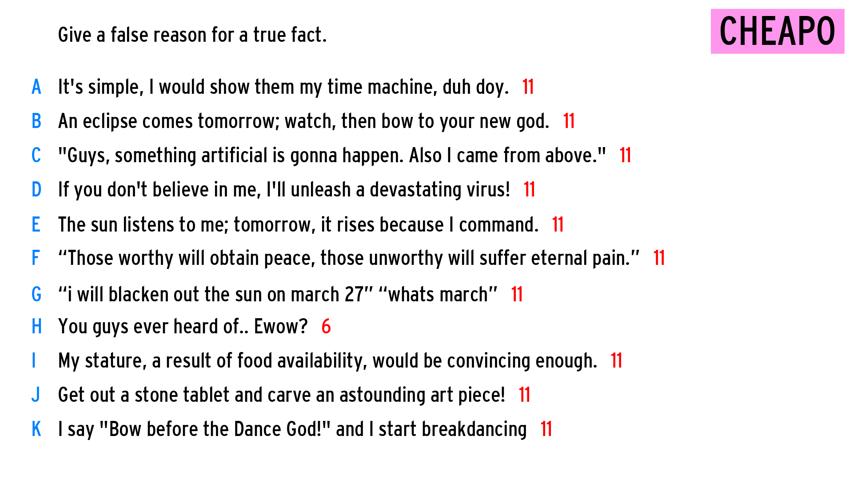 Give a false reason for a true fact.
CHEAPO
A It's simple, I would show them my time machine, duh doy. 11
B An eclipse comes tomorrow; watch, then bow to your new god. 11
C "Guys, something artificial is gonna happen. Also I came from above." 11
D If you don't believe in me, I'll unleash a devastating virus! 11
E The sun listens to me; tomorrow, it rises because I command. 11
F “Those worthy will obtain peace, those unworthy will suffer eternal pain.” 11
G “i will blacken out the sun on march 27” “whats march” 11
H You guys ever heard of.. Ewow? 6
I My stature, a result of food availability, would be convincing enough. 11
J Get out a stone tablet and carve an astounding art piece! 11
K I say "Bow before the Dance God!" and I start breakdancing 11